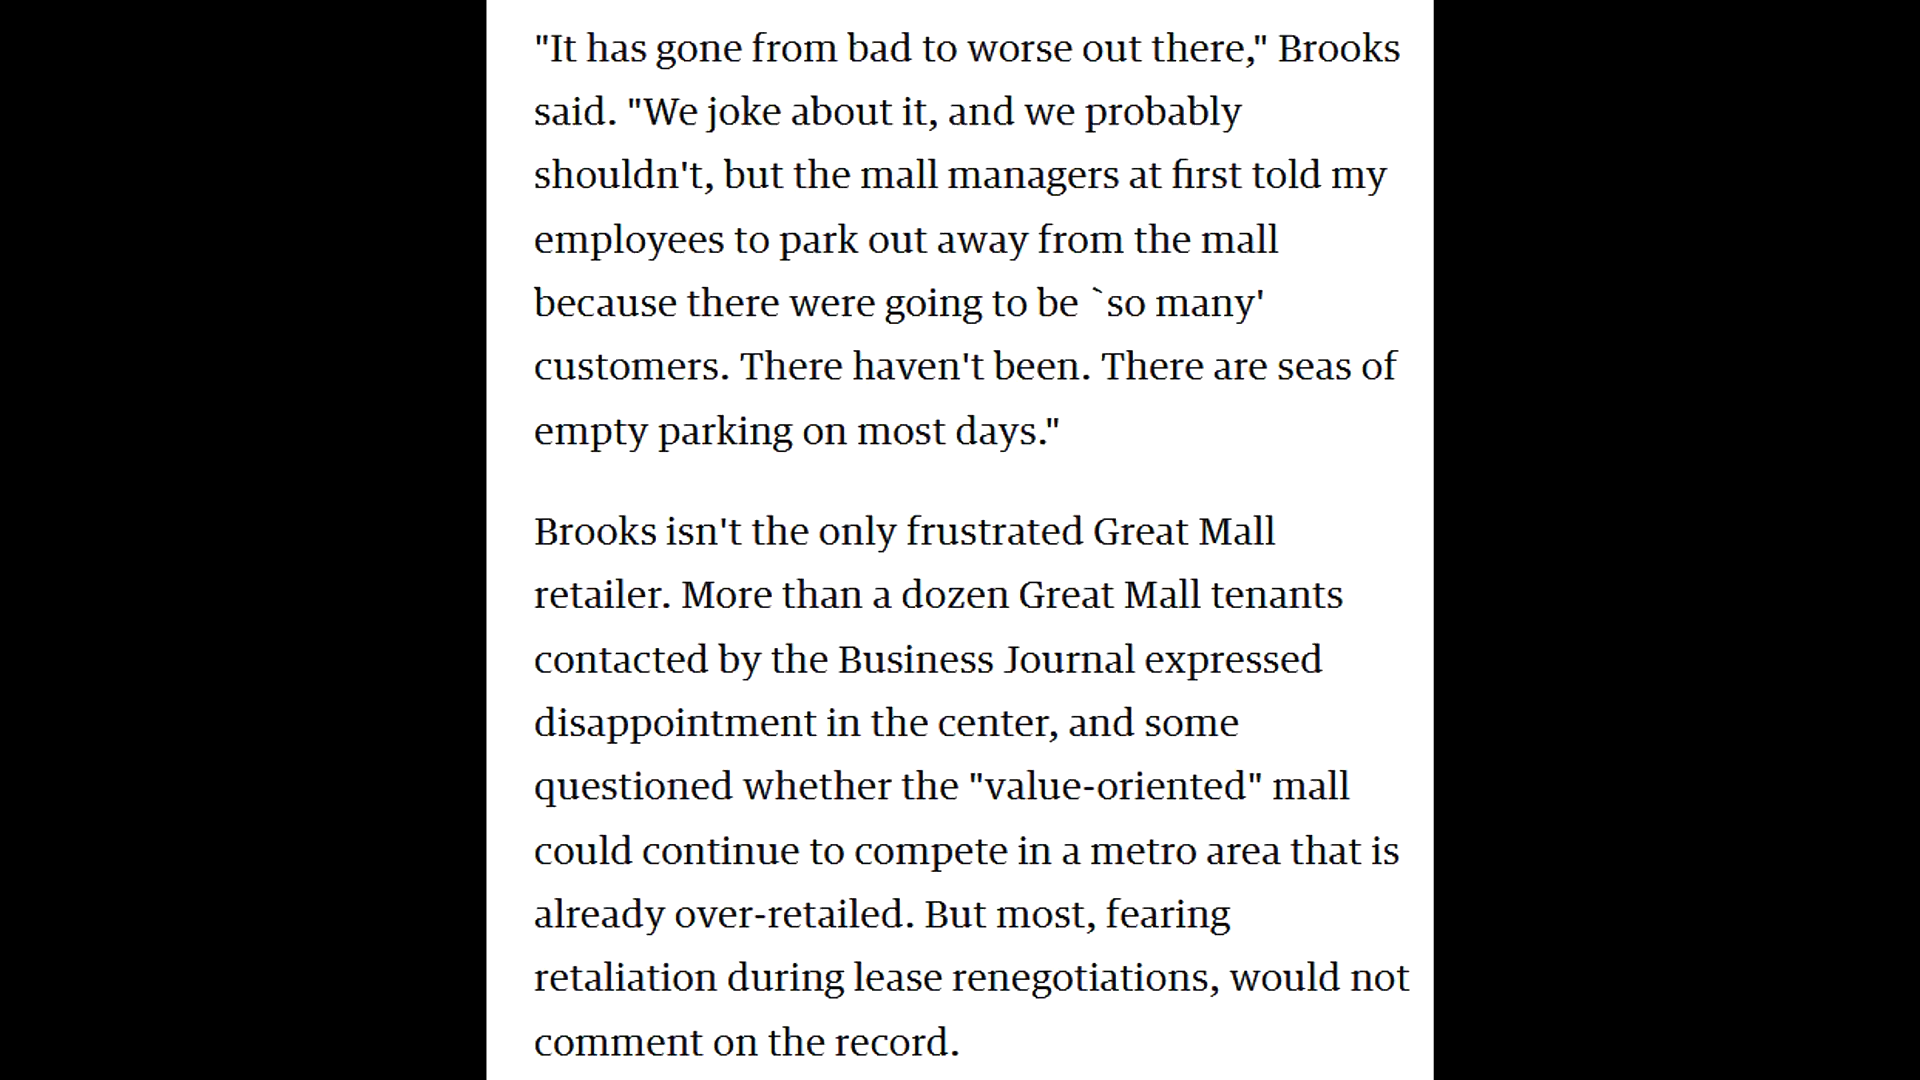 "It has gone from bad to worse out there," Brooks
said. "We joke about it, and we probably
shouldn't, but the mall managers at first told my
employees to park out away from the mall
because there were going to be `so many'
customers. There haven't been. There are seas of
empty parking on most days."
Brooks isn't the only frustrated Great Mall
retailer. More than a dozen Great Mall tenants
contacted by the Business Journal expressed
disappointment in the center, and some
questioned whether the "value-oriented" mall
could continue to compete in a metro area that is
already over-retailed. But most, fearing
retaliation during lease renegotiations, would not
comment on the record.